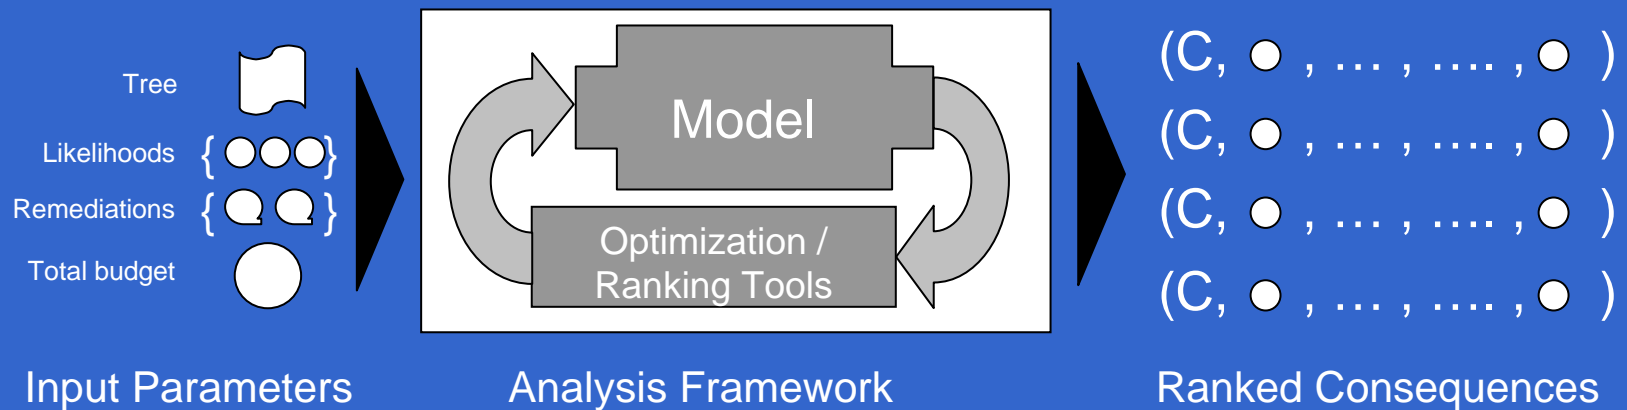 Tree
Likelihoods { }
Remediations { }
Total budget
Input Parameters
Model
Optimization /
Ranking Tools
Analysis Framework
(C, , … , …. , )
(C, , … , …. , )
(C, , … , …. , )
(C, , … , …. , )
Ranked Consequences